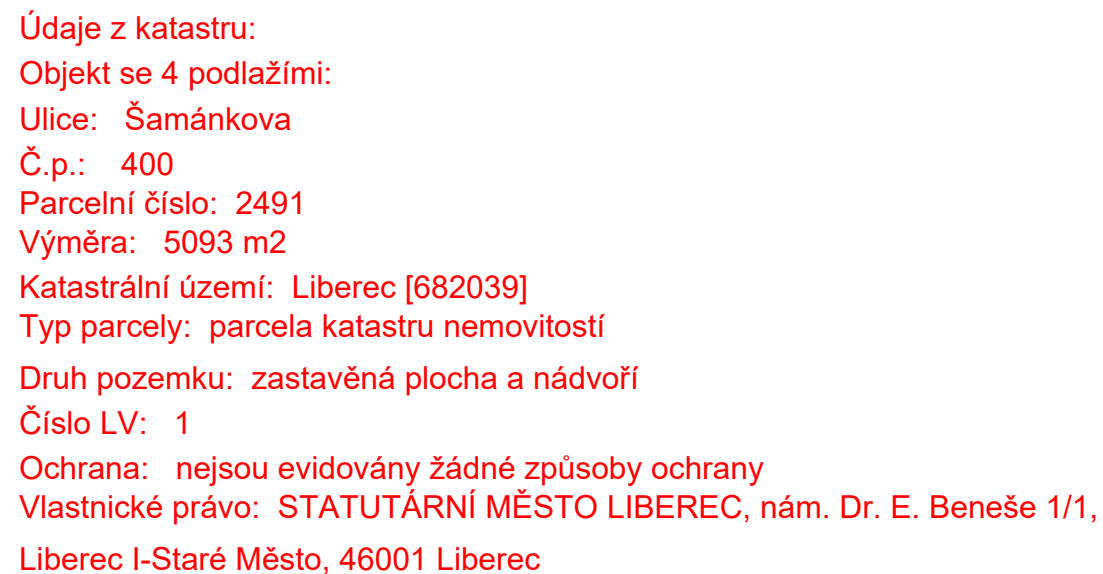 Údaje z katastru:
Objekt se 4 podlažími:
Ulice: Šamánkova
Č.p.: 400
Parcelní číslo: 2491
Výměra: 5093 m2
Katastrální území: Liberec [682039]
Typ parcely: parcela katastru nemovitostí
Druh pozemku: zastavěná plocha a nádvoří
Číslo LV: 1
Ochrana: nejsou evidovány žádné způsoby ochrany
Vlastnické právo: STATUTÁRNÍ MĚSTO LIBEREC, nám. Dr. E. Beneše 1/1,
Liberec I-Staré Město, 46001 Liberec